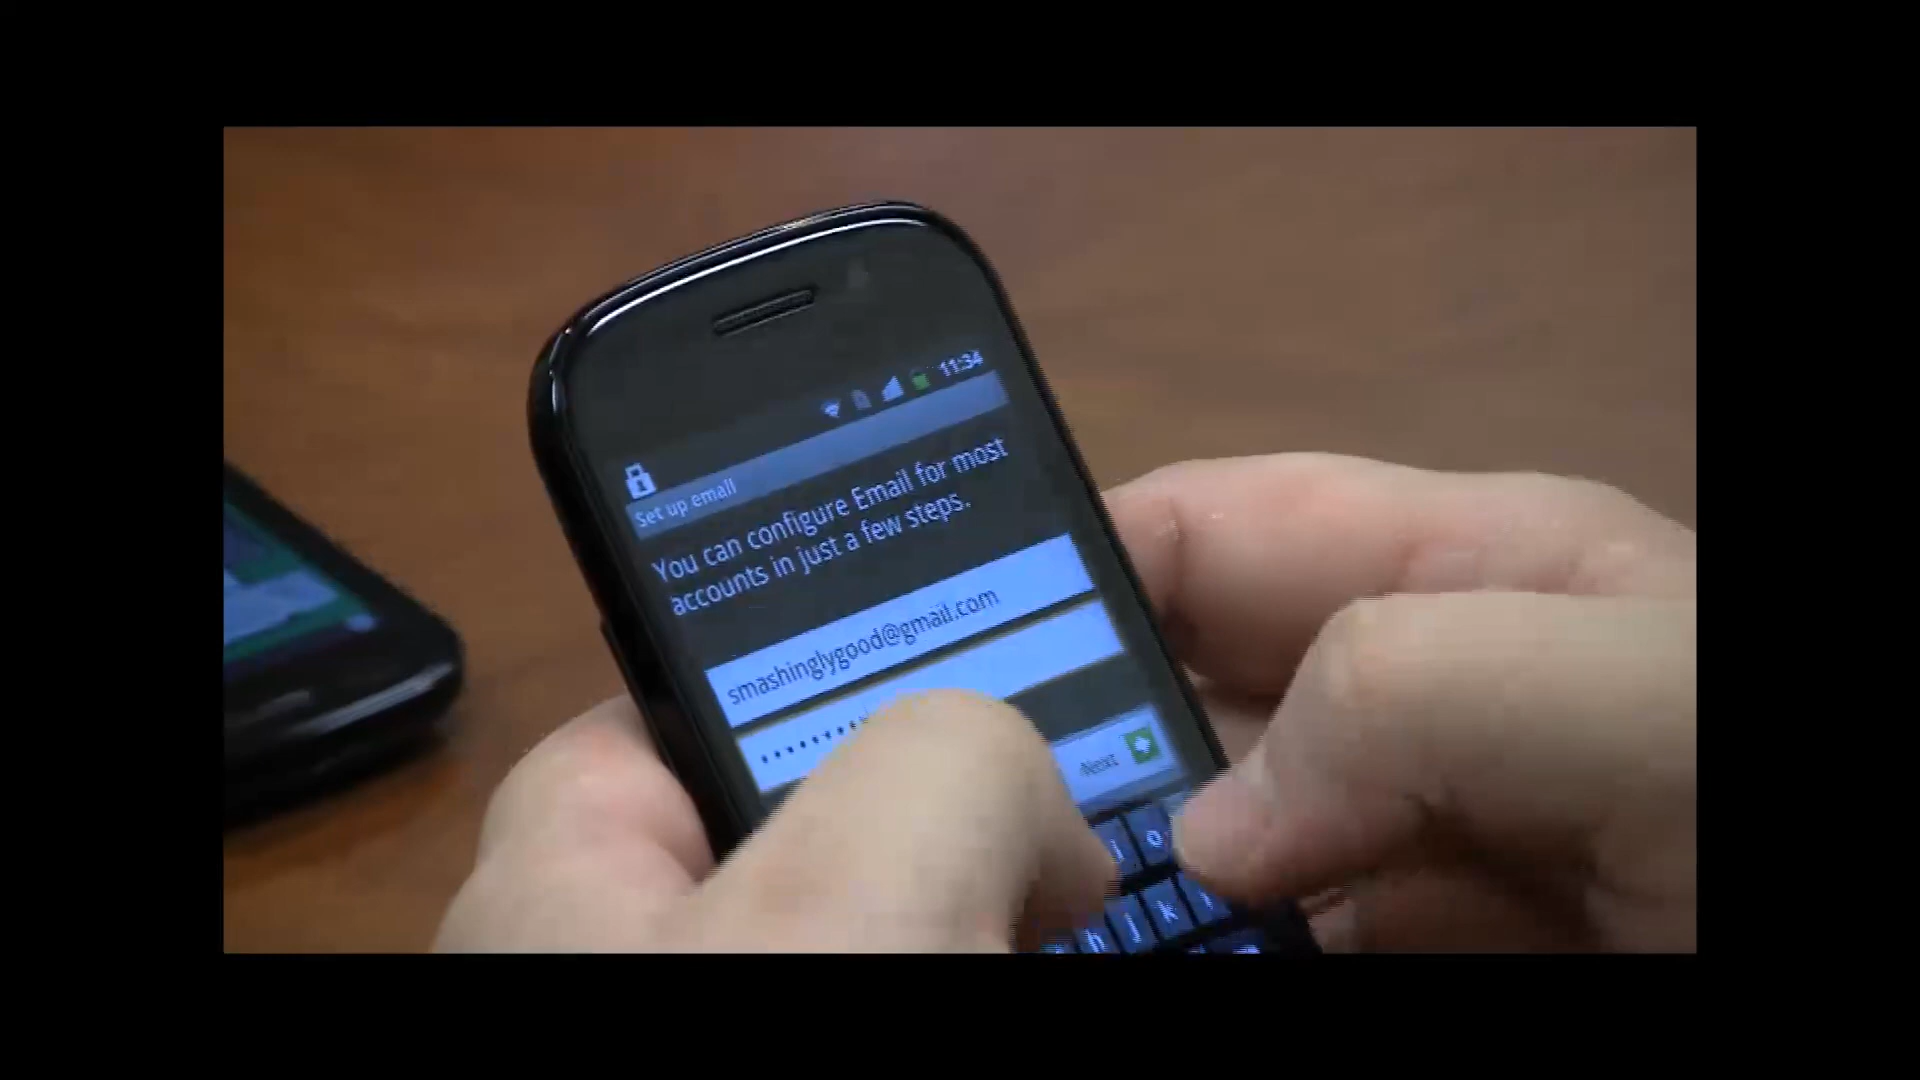 11:34
Set up email
You can configure Email for most
accounts in just a few steps.
smashinglygood@gmail.com
Next
i o
h j k l